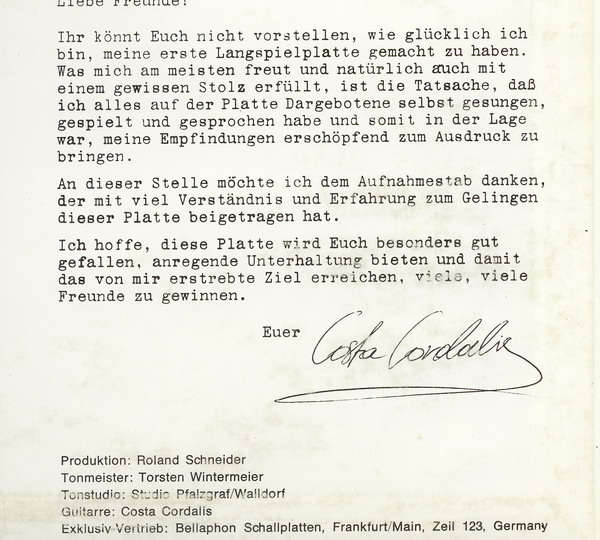 Liebe Freunde!
Ihr könnt Euch nicht vorstellen, wie glücklich ich
bin, meine erste Langspielplatte gemacht zu haben.
Was mich am meisten freut und natürlich auch mit
einem gewissen Stolz erfüllt, ist die Tatsache, daß
ich alles auf der Platte Dargebotene selbst gesungen,
gespielt und gesprochen habe und somit in der Lage
war, meine Empfindungen erschöpfend zum Ausdruck zu
bringen.
An dieser Stelle möchte ich dem Aufnahmestab danken,
der mit viel Verständnis und Erfahrung zum Gelingen
dieser Platte beigetragen hat.
Ich hoffe, diese Platte wird Euch besonders gut
gefallen, anregende Unterhaltung bieten und damit
das von mir erstrebte Ziel erreichen, viele, viele
Freunde zu gewinnen.
Euer Costa Cordalis
Produktion: Roland Schneider
Tonmeister: Torsten Wintermeier
Tonstudio: Studio Pfalzgraf/Walldorf
Guitarre: Costa Cordalis
Exklusiv-Vertrieb: Bellaphon Schallplatten, Frankfurt/Main, Zeil 123, Germany